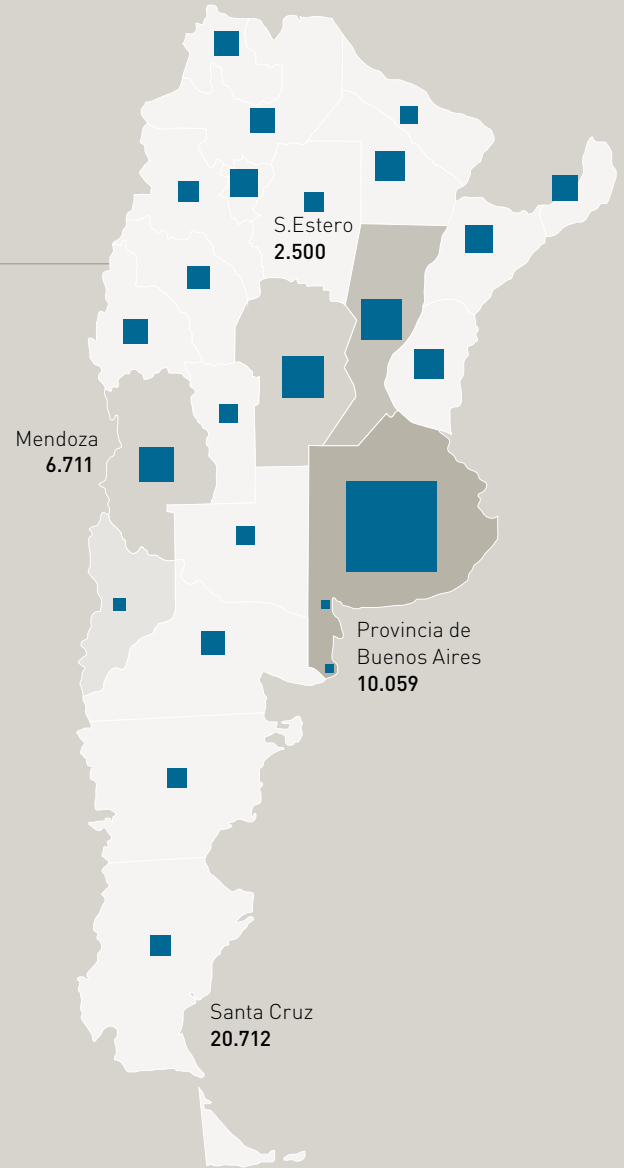 S.Estero
2.500
Mendoza
6.711
Provincia de
Buenos Aires
10.059
Santa Cruz
20.712